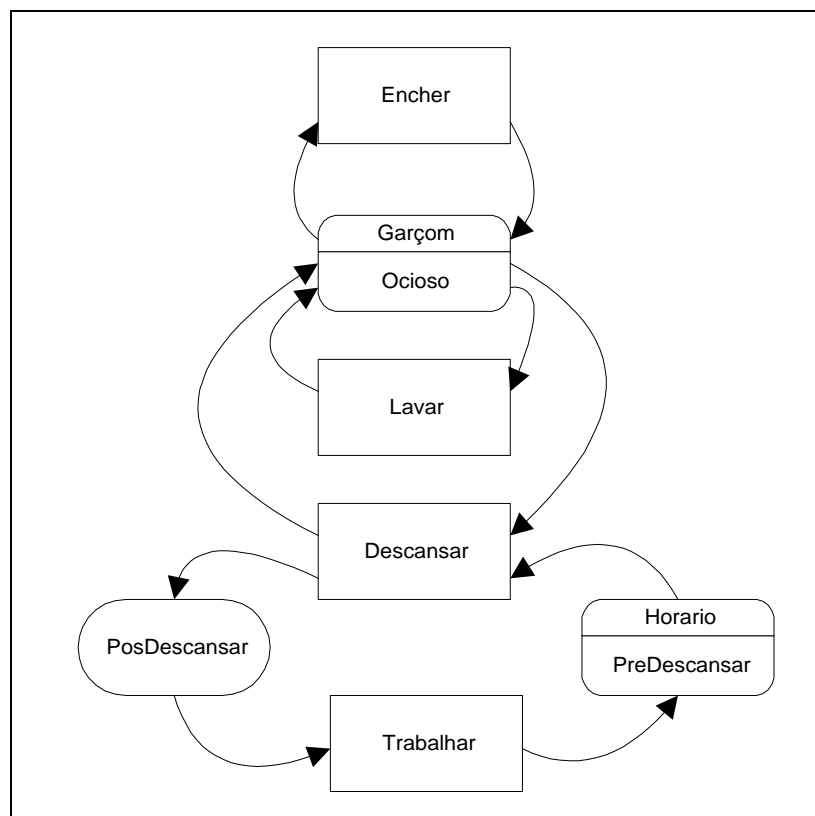 Encher
Garçom
Ocioso
Lavar
Descansar
Horario
PosDescansar
PreDescansar
Trabalhar